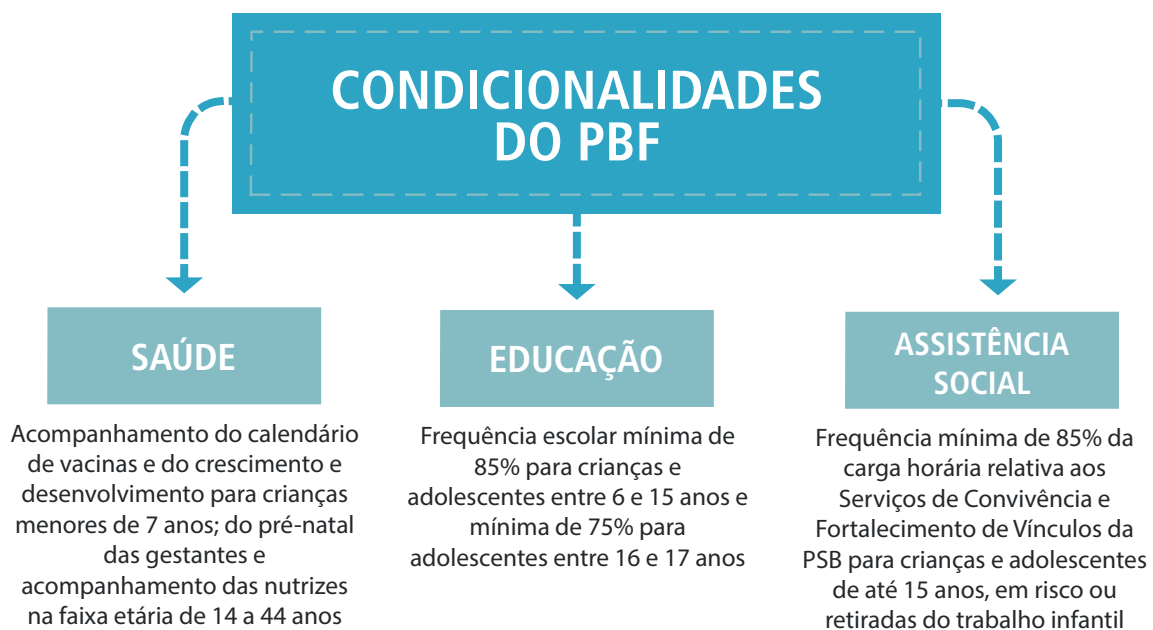 CONDICIONALIDADES
DO PBF
SAÚDE
Acompanhamento do calendário
de vacinas e do crescimento e
desenvolvimento para crianças
menores de 7 anos; do pré-natal
das gestantes e
acompanhamento das nutrizes
na faixa etária de 14 a 44 anos
EDUCAÇÃO
Frequência escolar mínima de
85% para crianças e
adolescentes entre 6 e 15 anos e
mínima de 75% para
adolescentes entre 16 e 17 anos
ASSISTÊNCIA
SOCIAL
Frequência mínima de 85% da
carga horária relativa aos
Serviços de Convivência e
Fortalecimento de Vínculos da
PSB para crianças e adolescentes
de até 15 anos, em risco ou
retiradas do trabalho infantil